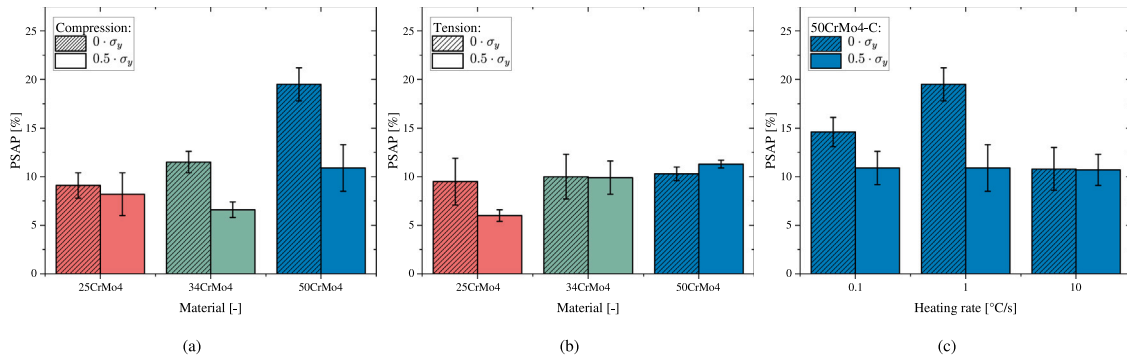 Compression:
0 · σy
0.5 · σy
PSAP [%]
25
20
15
10
5
0
25CrMo4
34CrMo4
50CrMo4
Material [-]
(a)
Tension:
0 · σy
0.5 · σy
PSAP [%]
25
20
15
10
5
0
25CrMo4
34CrMo4
50CrMo4
Material [-]
(b)
50CrMo4-C:
0 · σy
0.5 · σy
PSAP [%]
25
20
15
10
5
0
0.1
1
10
Heating rate [°C/s]
(c)